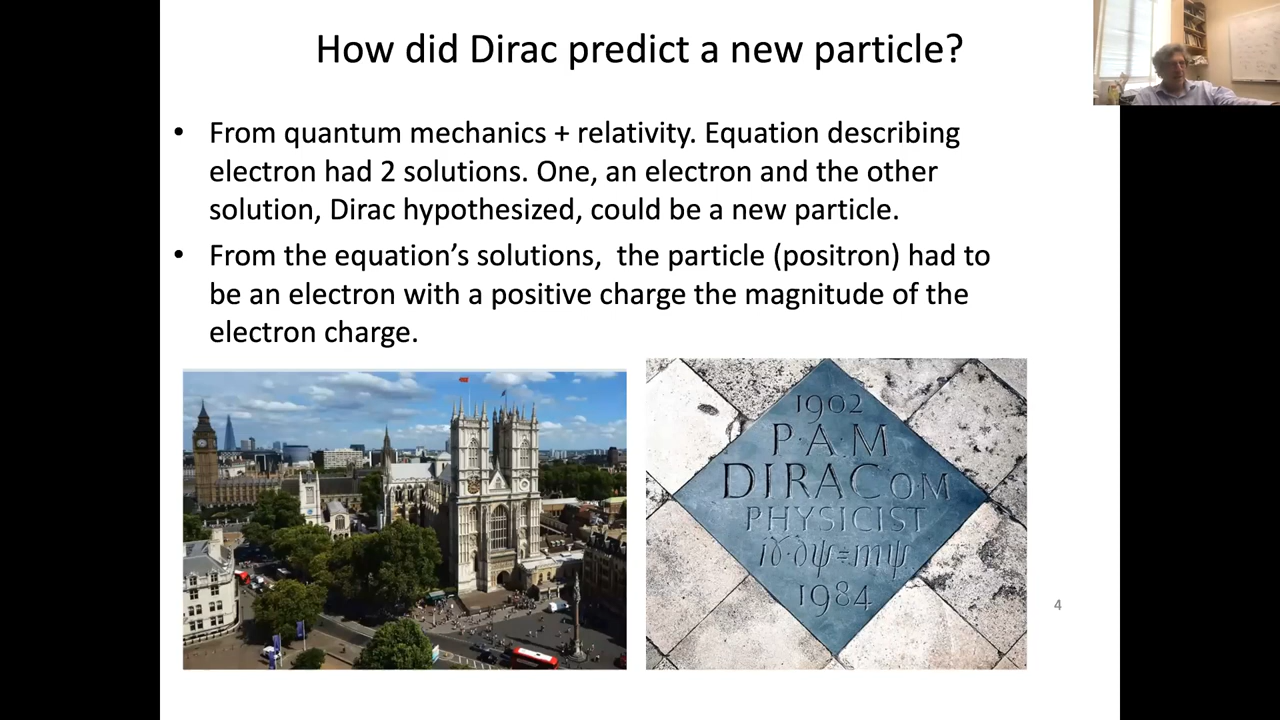 How did Dirac predict a new particle?
• From quantum mechanics + relativity. Equation describing
electron had 2 solutions. One, an electron and the other
solution, Dirac hypothesized, could be a new particle.
• From the equation's solutions, the particle (positron) had to
be an electron with a positive charge the magnitude of the
electron charge.
1902
P·A·M
DIRAC OM
PHYSICIST
iγ·∂ψ=mψ
1984
4